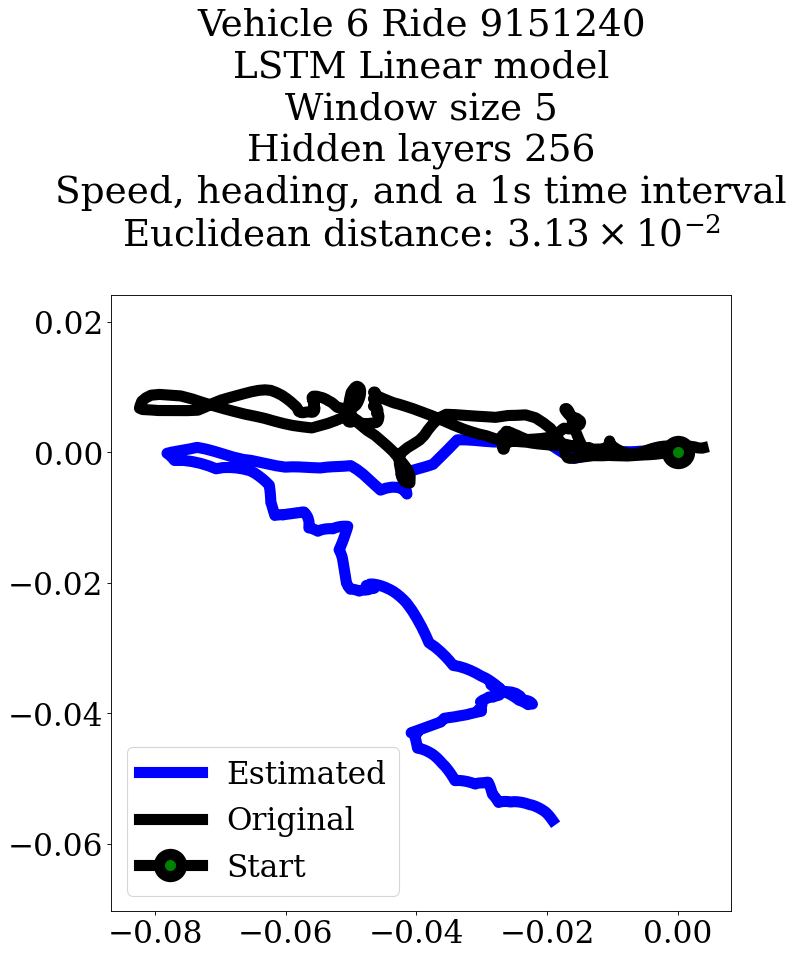 Vehicle 6 Ride 9151240
LSTM Linear model
Window size 5
Hidden layers 256
Speed, heading, and a 1s time interval
Euclidean distance: 3.13 × 10⁻²
0.02
0.00
−0.02
−0.04
−0.06
Estimated
Original
Start
−0.08
−0.06
−0.04
−0.02
0.00